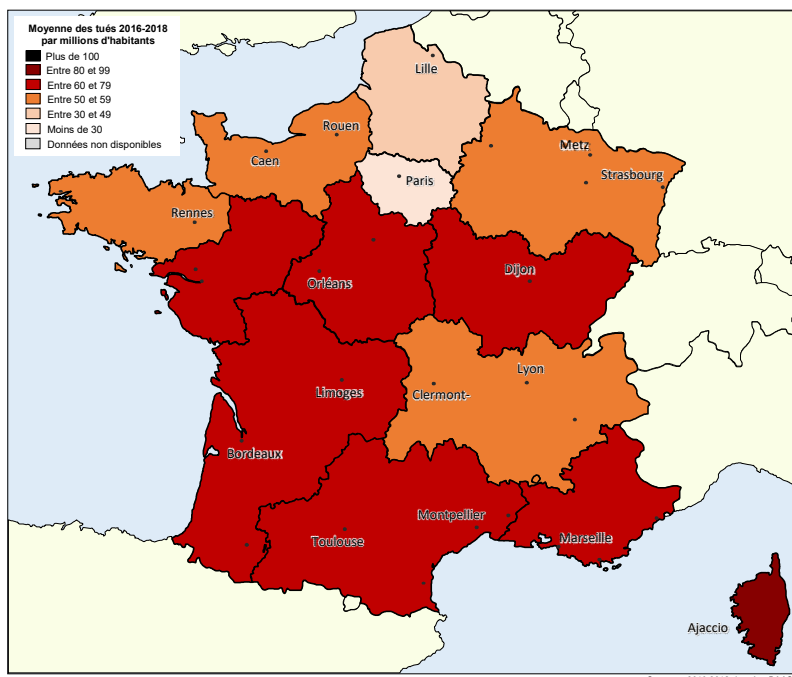 Moyenne des tués 2016-2018
par millions d'habitants
Plus de 100
Entre 80 et 99
Entre 60 et 79
Entre 50 et 59
Entre 30 et 49
Moins de 30
Données non disponibles
Lille
Rouen
Caen
Metz
Paris
Strasbourg
Rennes
Orléans
Dijon
Lyon
Limoges
Clermont-
Bordeaux
Montpellier
Toulouse
Marseille
Ajaccio